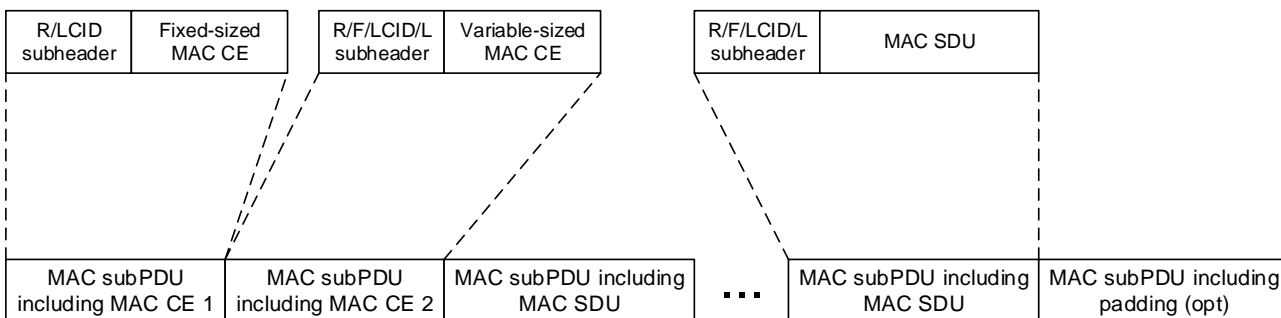 R/LCID
subheader
Fixed-sized
MAC CE
R/F/LCID/L
subheader
Variable-sized
MAC CE
R/F/LCID/L
subheader
MAC SDU
MAC subPDU
including MAC CE 1
MAC subPDU
including MAC CE 2
MAC subPDU including
MAC SDU
...
MAC subPDU including
MAC SDU
MAC subPDU including
padding (opt)